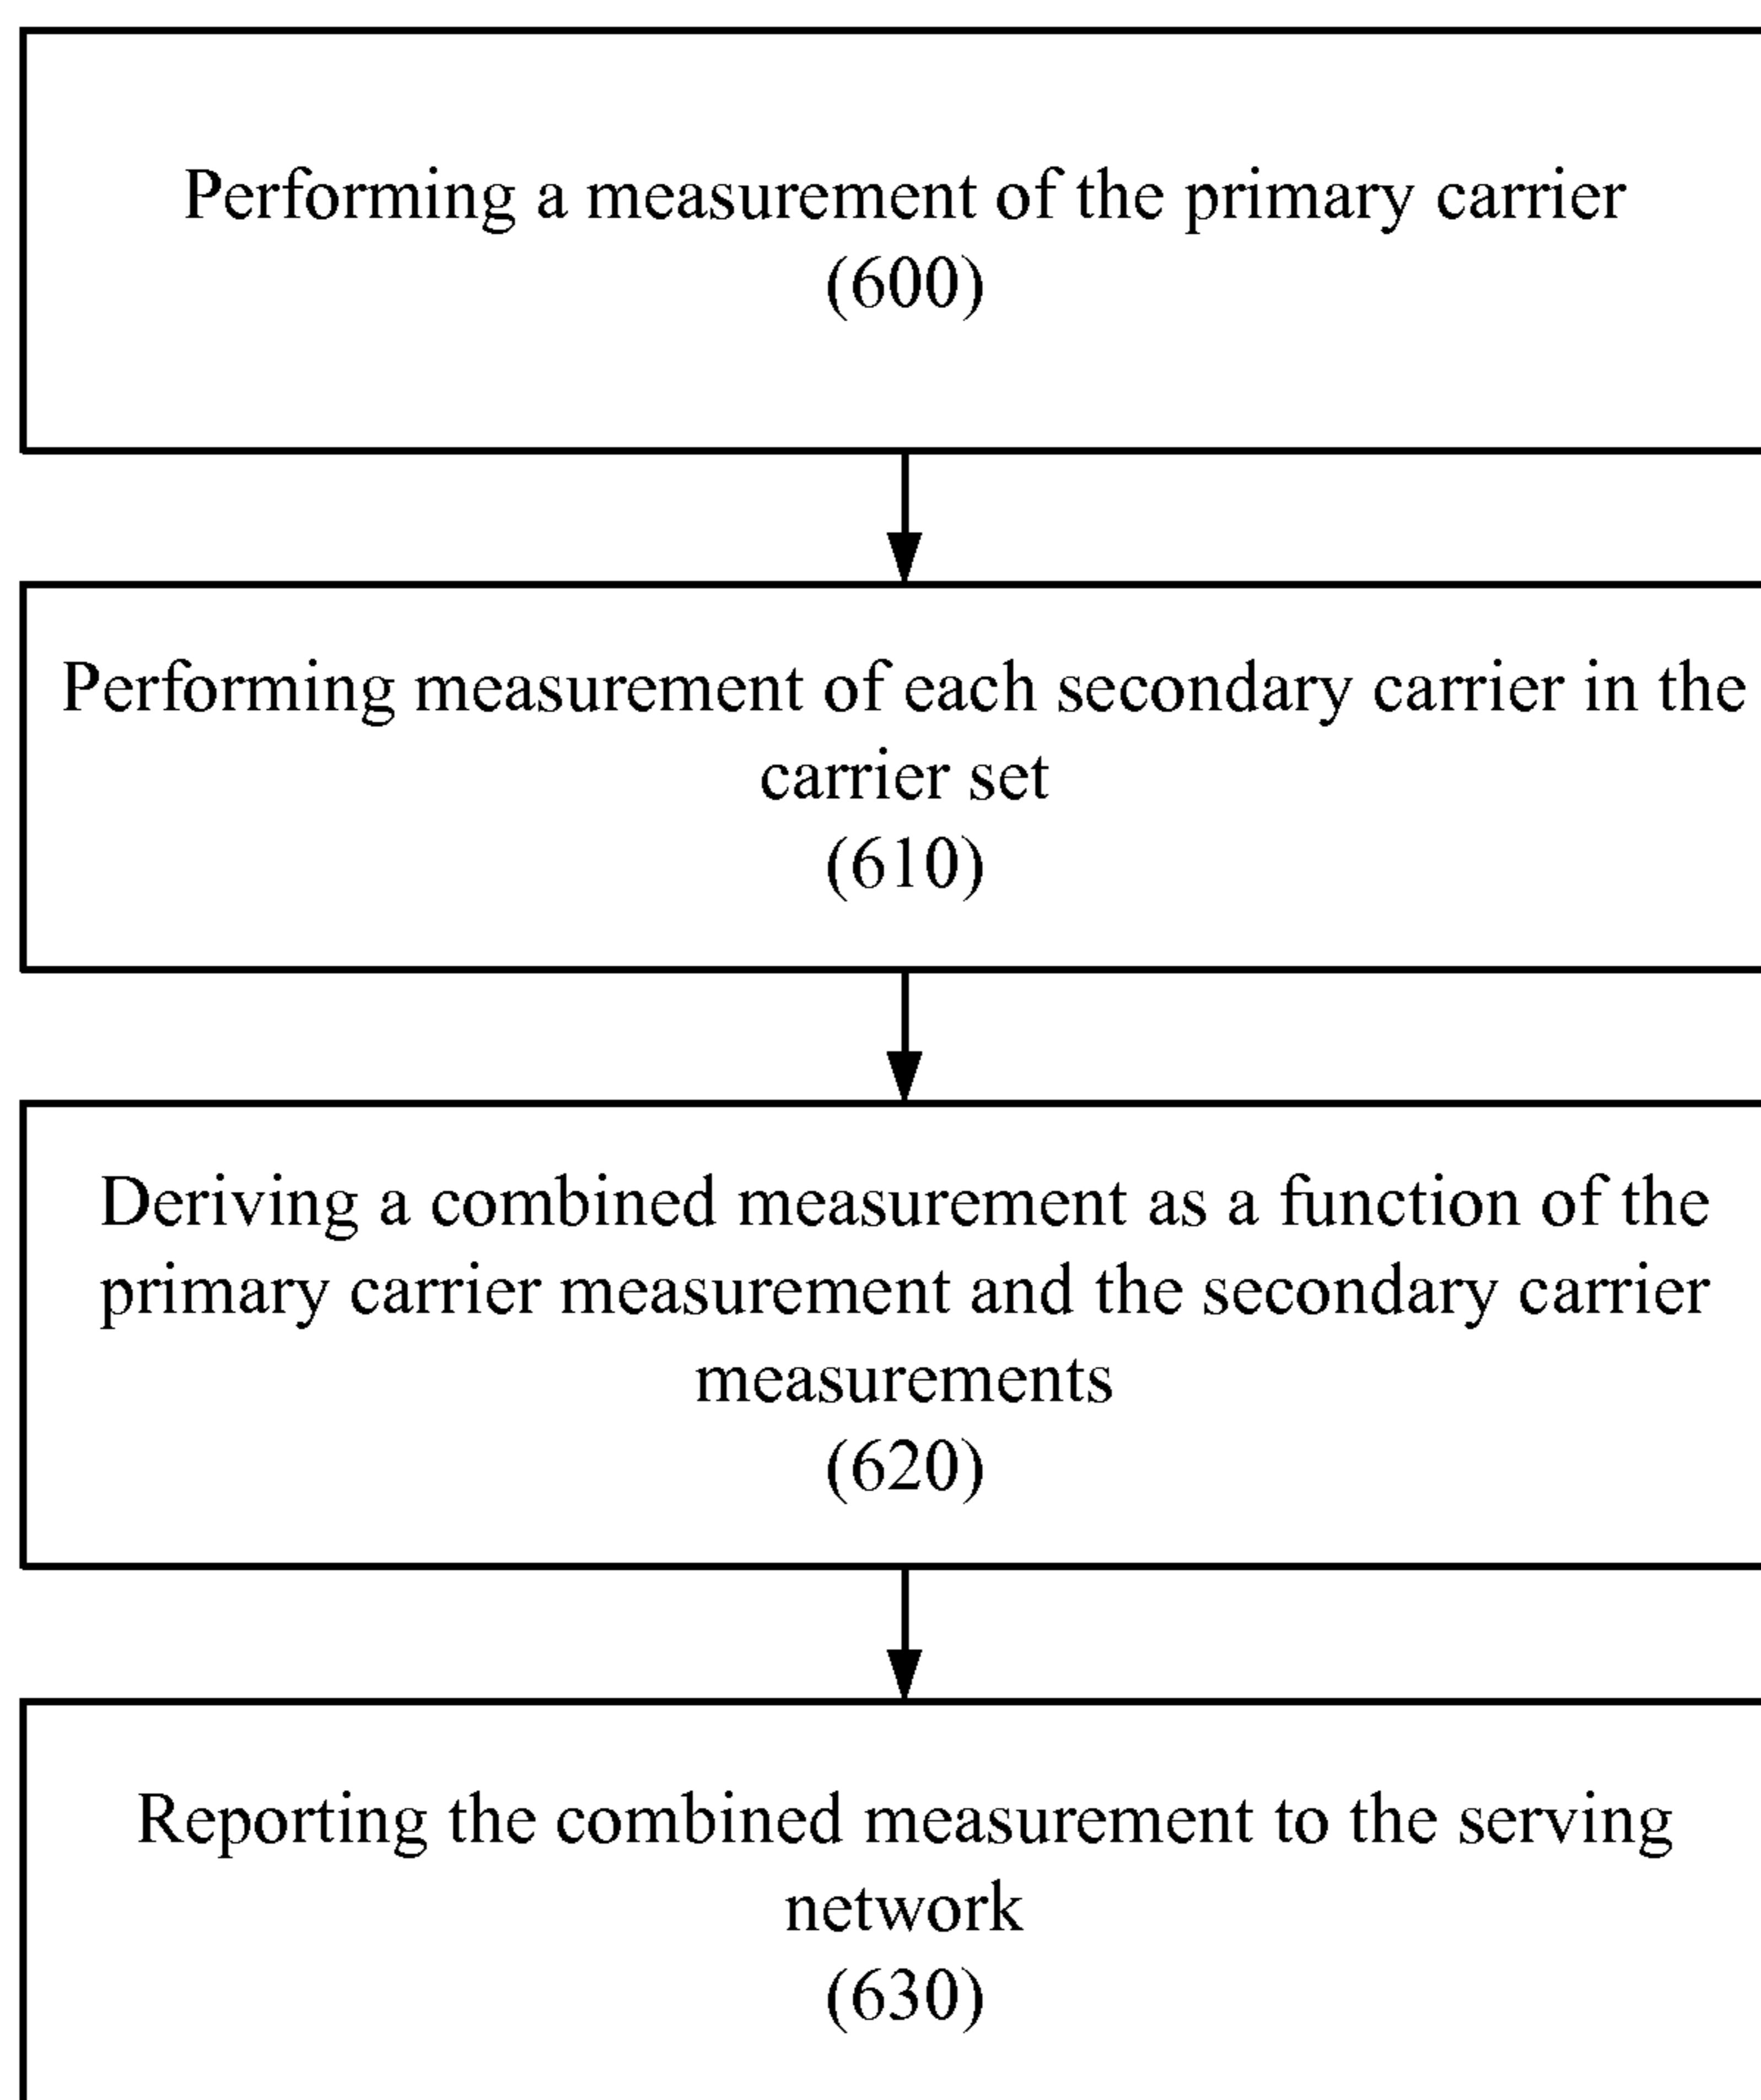 Performing a measurement of the primary carrier
(600)
Performing measurement of each secondary carrier in the
carrier set
(610)
Deriving a combined measurement as a function of the
primary carrier measurement and the secondary carrier
measurements
(620)
Reporting the combined measurement to the serving
network
(630)